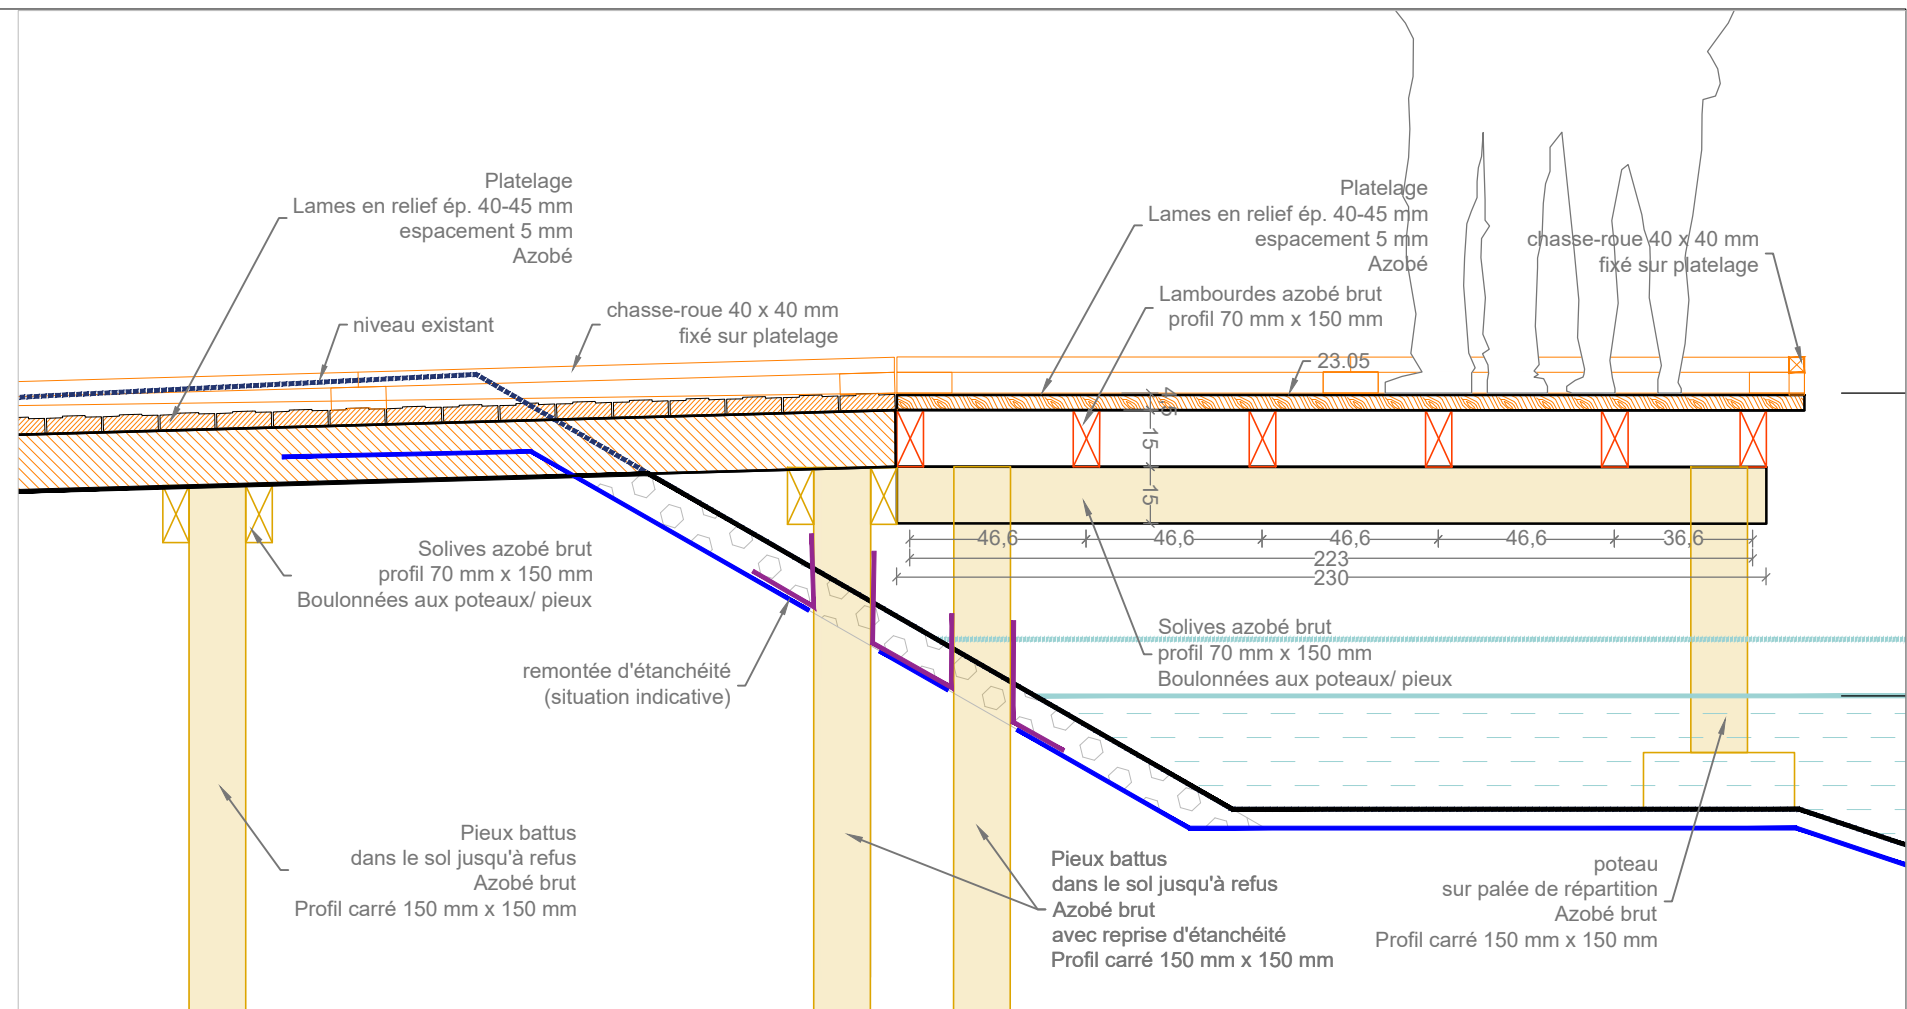 Platelage
Lames en relief ép. 40-45 mm
espacement 5 mm
Azobé
Platelage
Lames en relief ép. 40-45 mm
espacement 5 mm
Azobé
chasse-roue 40 x 40 mm
fixé sur platelage
Lambourdes azobé brut
profil 70 mm x 150 mm
niveau existant
chasse-roue 40 x 40 mm
fixé sur platelage
23.05
45
15
15
46,6
46,6
46,6
46,6
36,6
223
230
Solives azobé brut
profil 70 mm x 150 mm
Boulonnées aux poteaux/ pieux
Solives azobé brut
profil 70 mm x 150 mm
Boulonnées aux poteaux/ pieux
remontée d'étanchéité
(situation indicative)
Pieux battus
dans le sol jusqu'à refus
Azobé brut
Profil carré 150 mm x 150 mm
Pieux battus
dans le sol jusqu'à refus
Azobé brut
avec reprise d'étanchéité
Profil carré 150 mm x 150 mm
poteau
sur palée de répartition
Azobé brut
Profil carré 150 mm x 150 mm